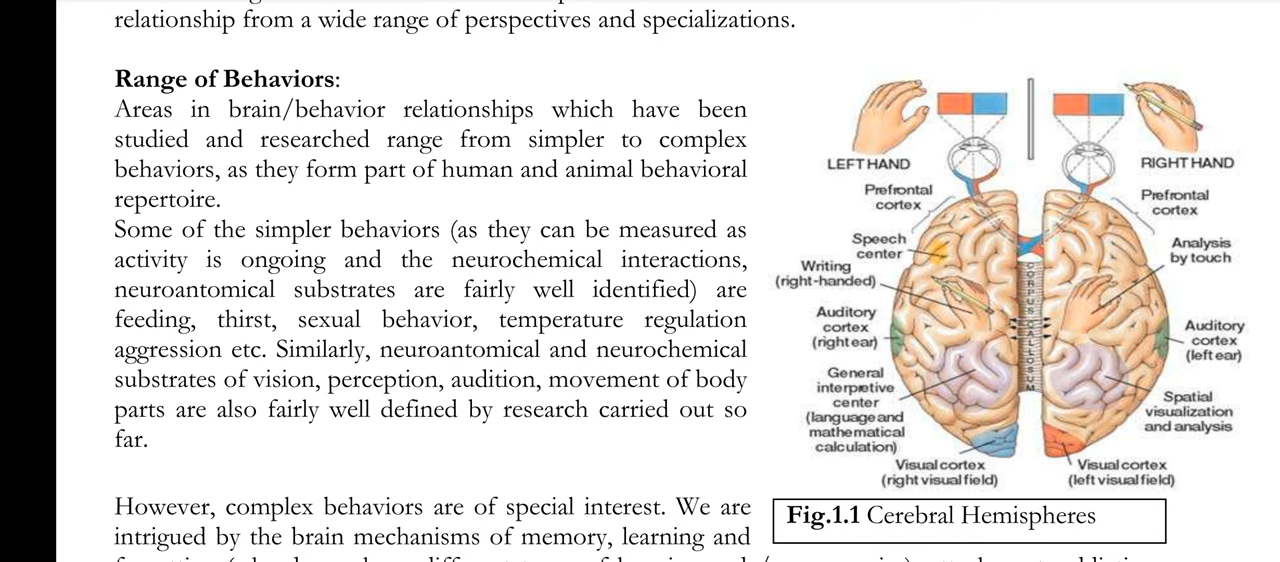 relationship from a wide range of perspectives and specializations.
Range of Behaviors:
Areas in brain/behavior relationships which have been
studied and researched range from simpler to complex
behaviors, as they form part of human and animal behavioral
repertoire.
Some of the simpler behaviors (as they can be measured as
activity is ongoing and the neurochemical interactions,
neuroantomical substrates are fairly well identified) are
feeding, thirst, sexual behavior, temperature regulation
aggression etc. Similarly, neuroantomical and neurochemical
substrates of vision, perception, audition, movement of body
parts are also fairly well defined by research carried out so
far.
However, complex behaviors are of special interest. We are
intrigued by the brain mechanisms of memory, learning and
LEFT HAND
RIGHT HAND
Prefrontal
cortex
Speech
center
Writing
(right-handed)
Auditory
cortex
(right ear)
General
interpretive
center
(language and
mathematical
calculation)
Visual cortex
(right visual field)
CORPUS CALLOSUM
Prefrontal
cortex
Analysis
by touch
Auditory
cortex
(left ear)
Spatial
visualization
and analysis
Visual cortex
(left visual field)
Fig.1.1 Cerebral Hemispheres